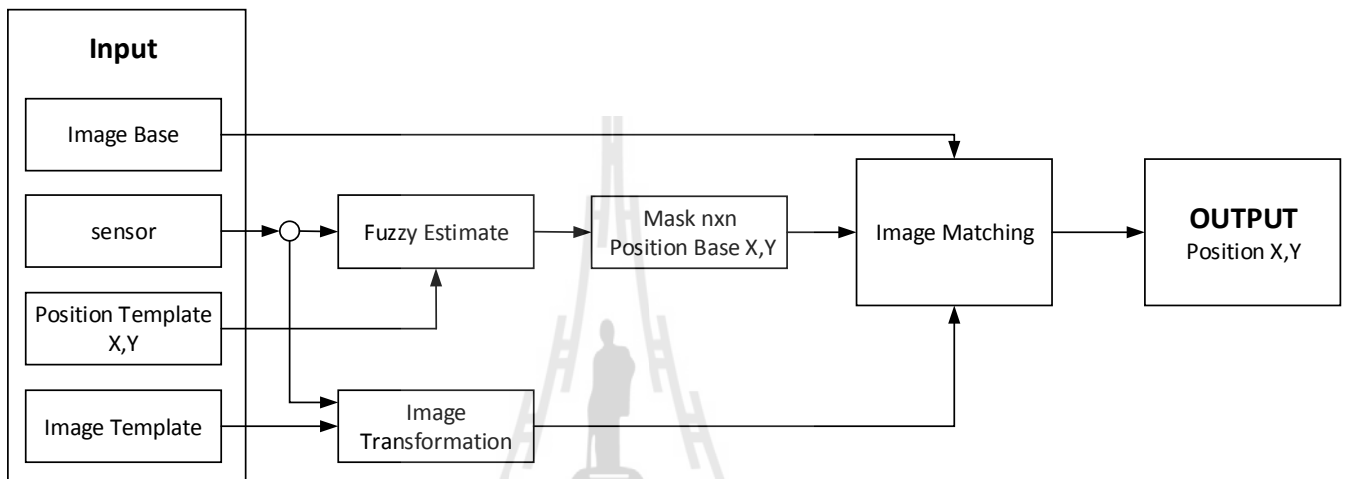 Input
Image Base
sensor
Position Template
X,Y
Image Template
Fuzzy Estimate
Image
Transformation
Mask nxn
Position Base X,Y
Image Matching
OUTPUT
Position X,Y